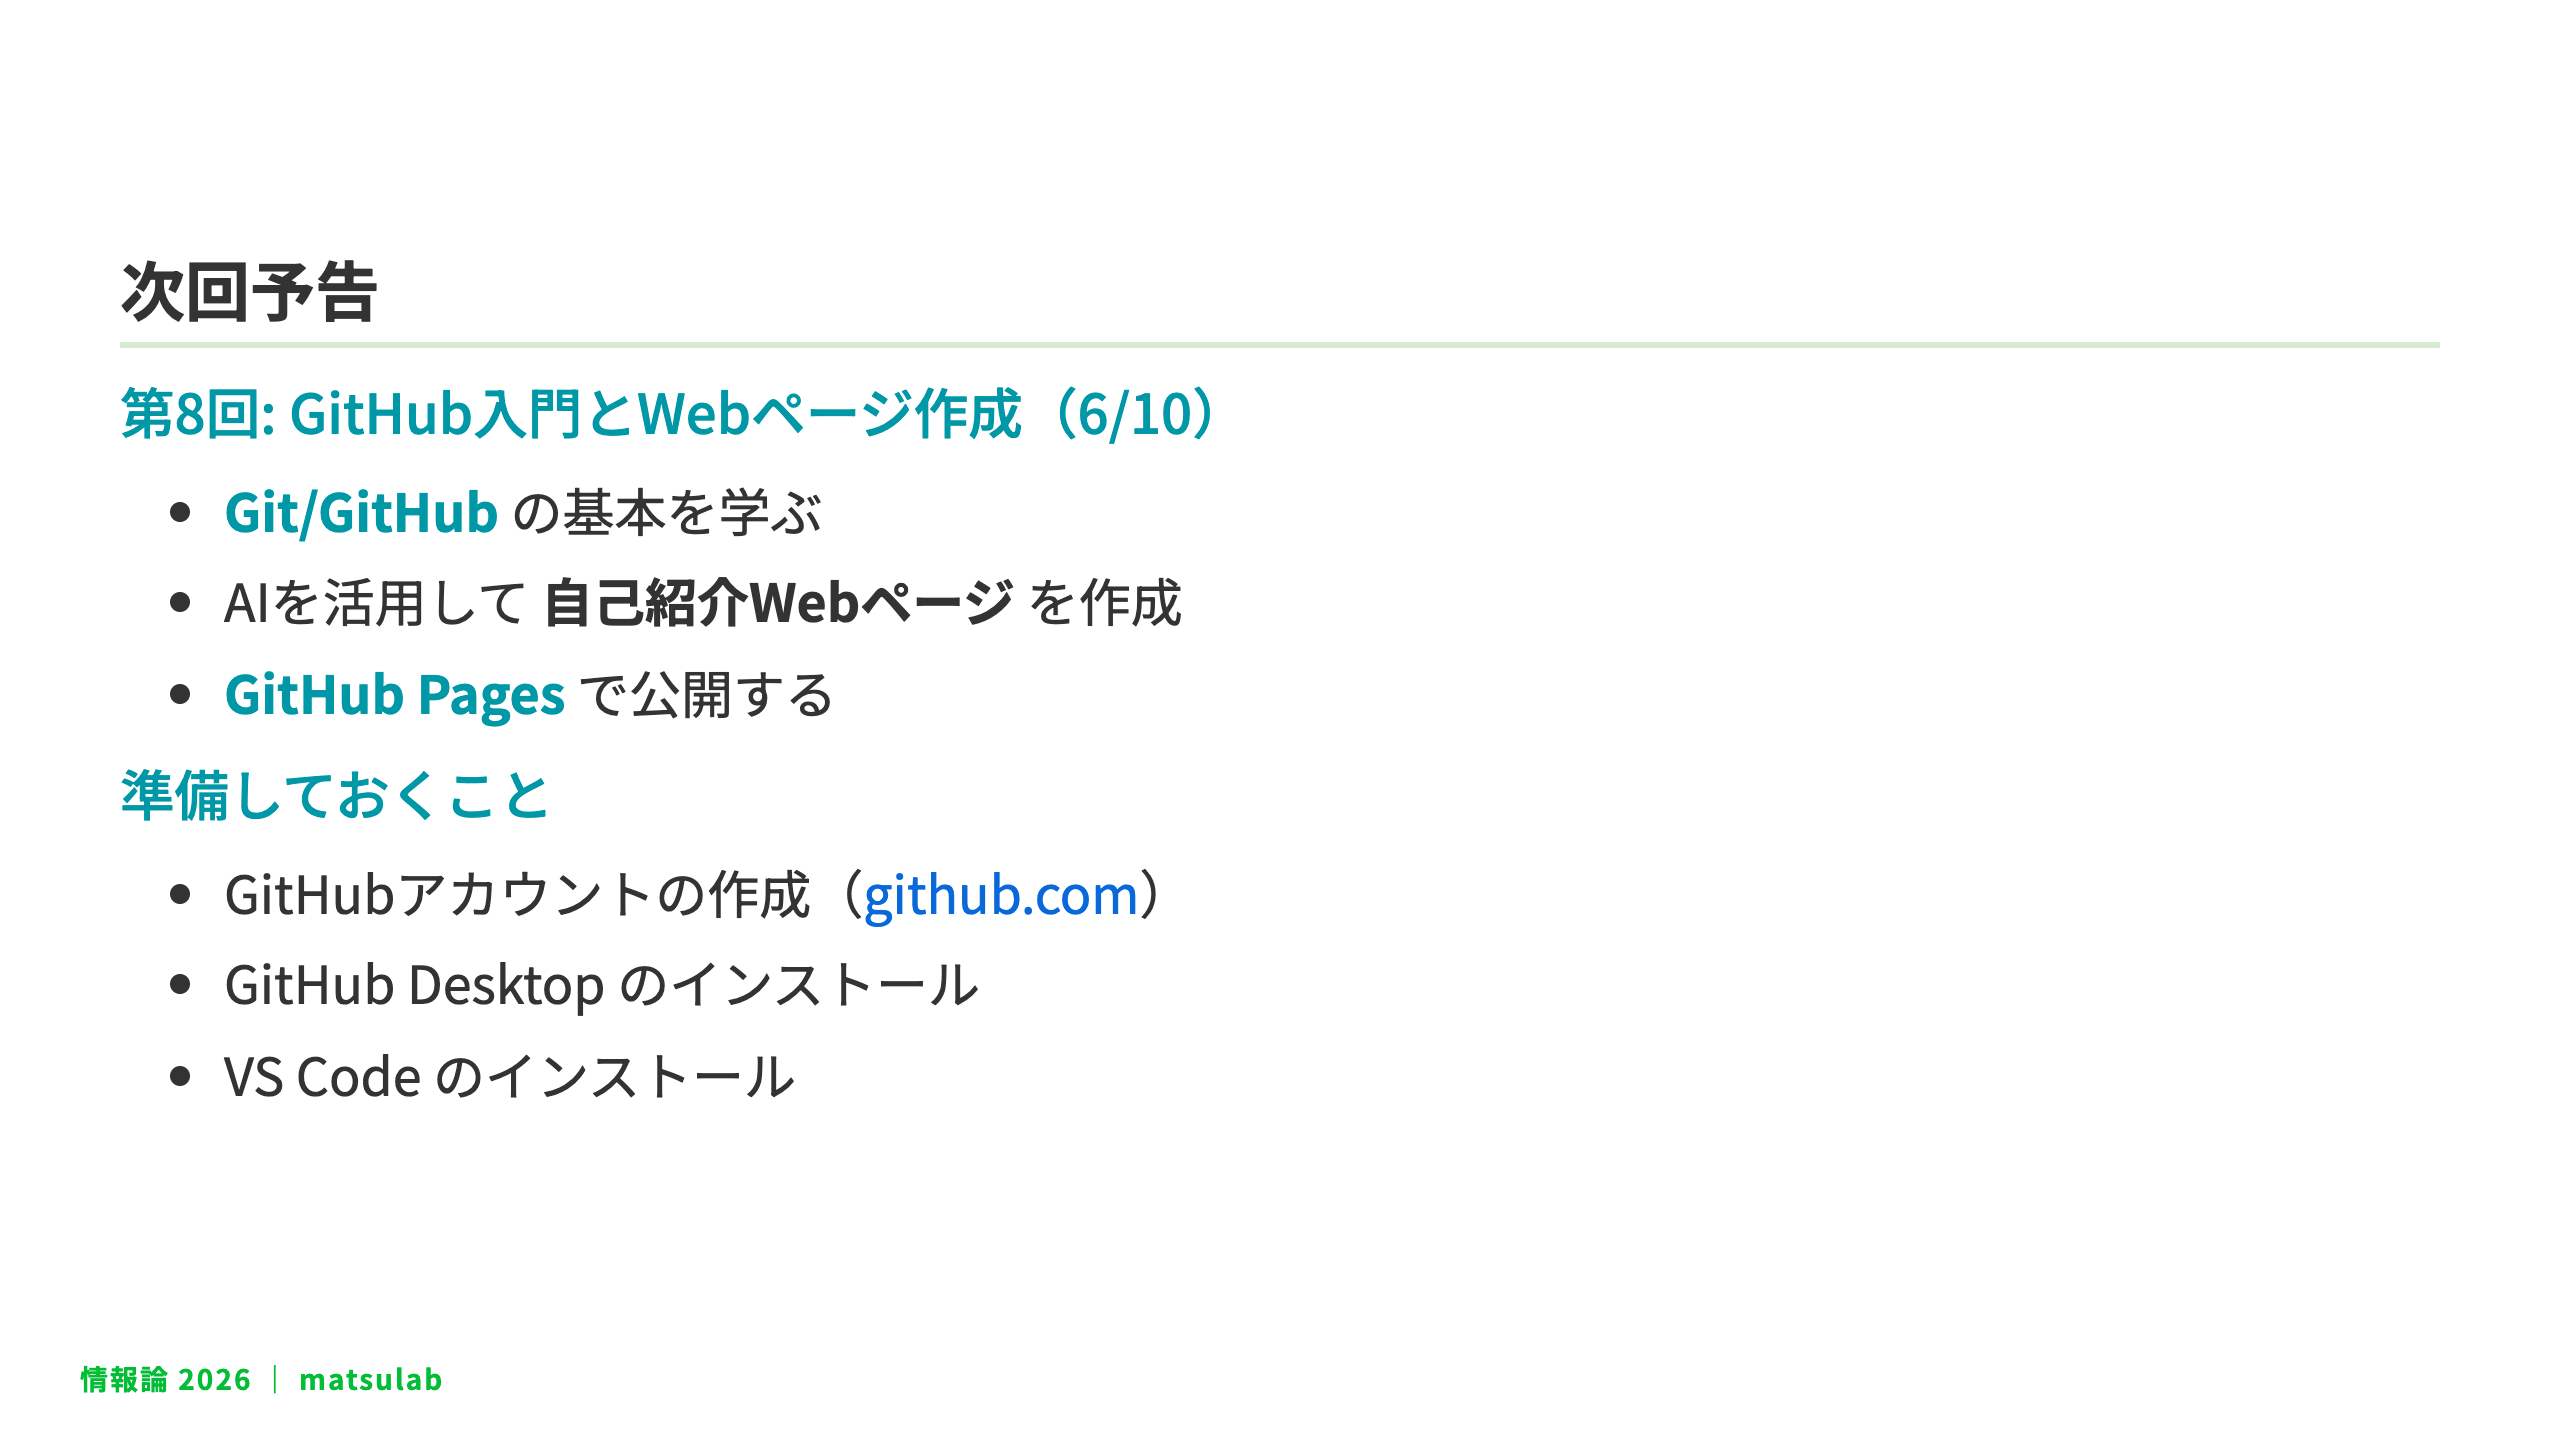 次回予告
第8回: GitHub入門とWebページ作成（6/10）
Git/GitHub の基本を学ぶ
AIを活用して 自己紹介Webページ を作成
GitHub Pages で公開する
準備しておくこと
GitHubアカウントの作成（github.com）
GitHub Desktop のインストール
VS Code のインストール
情報論 2026 ｜ matsulab